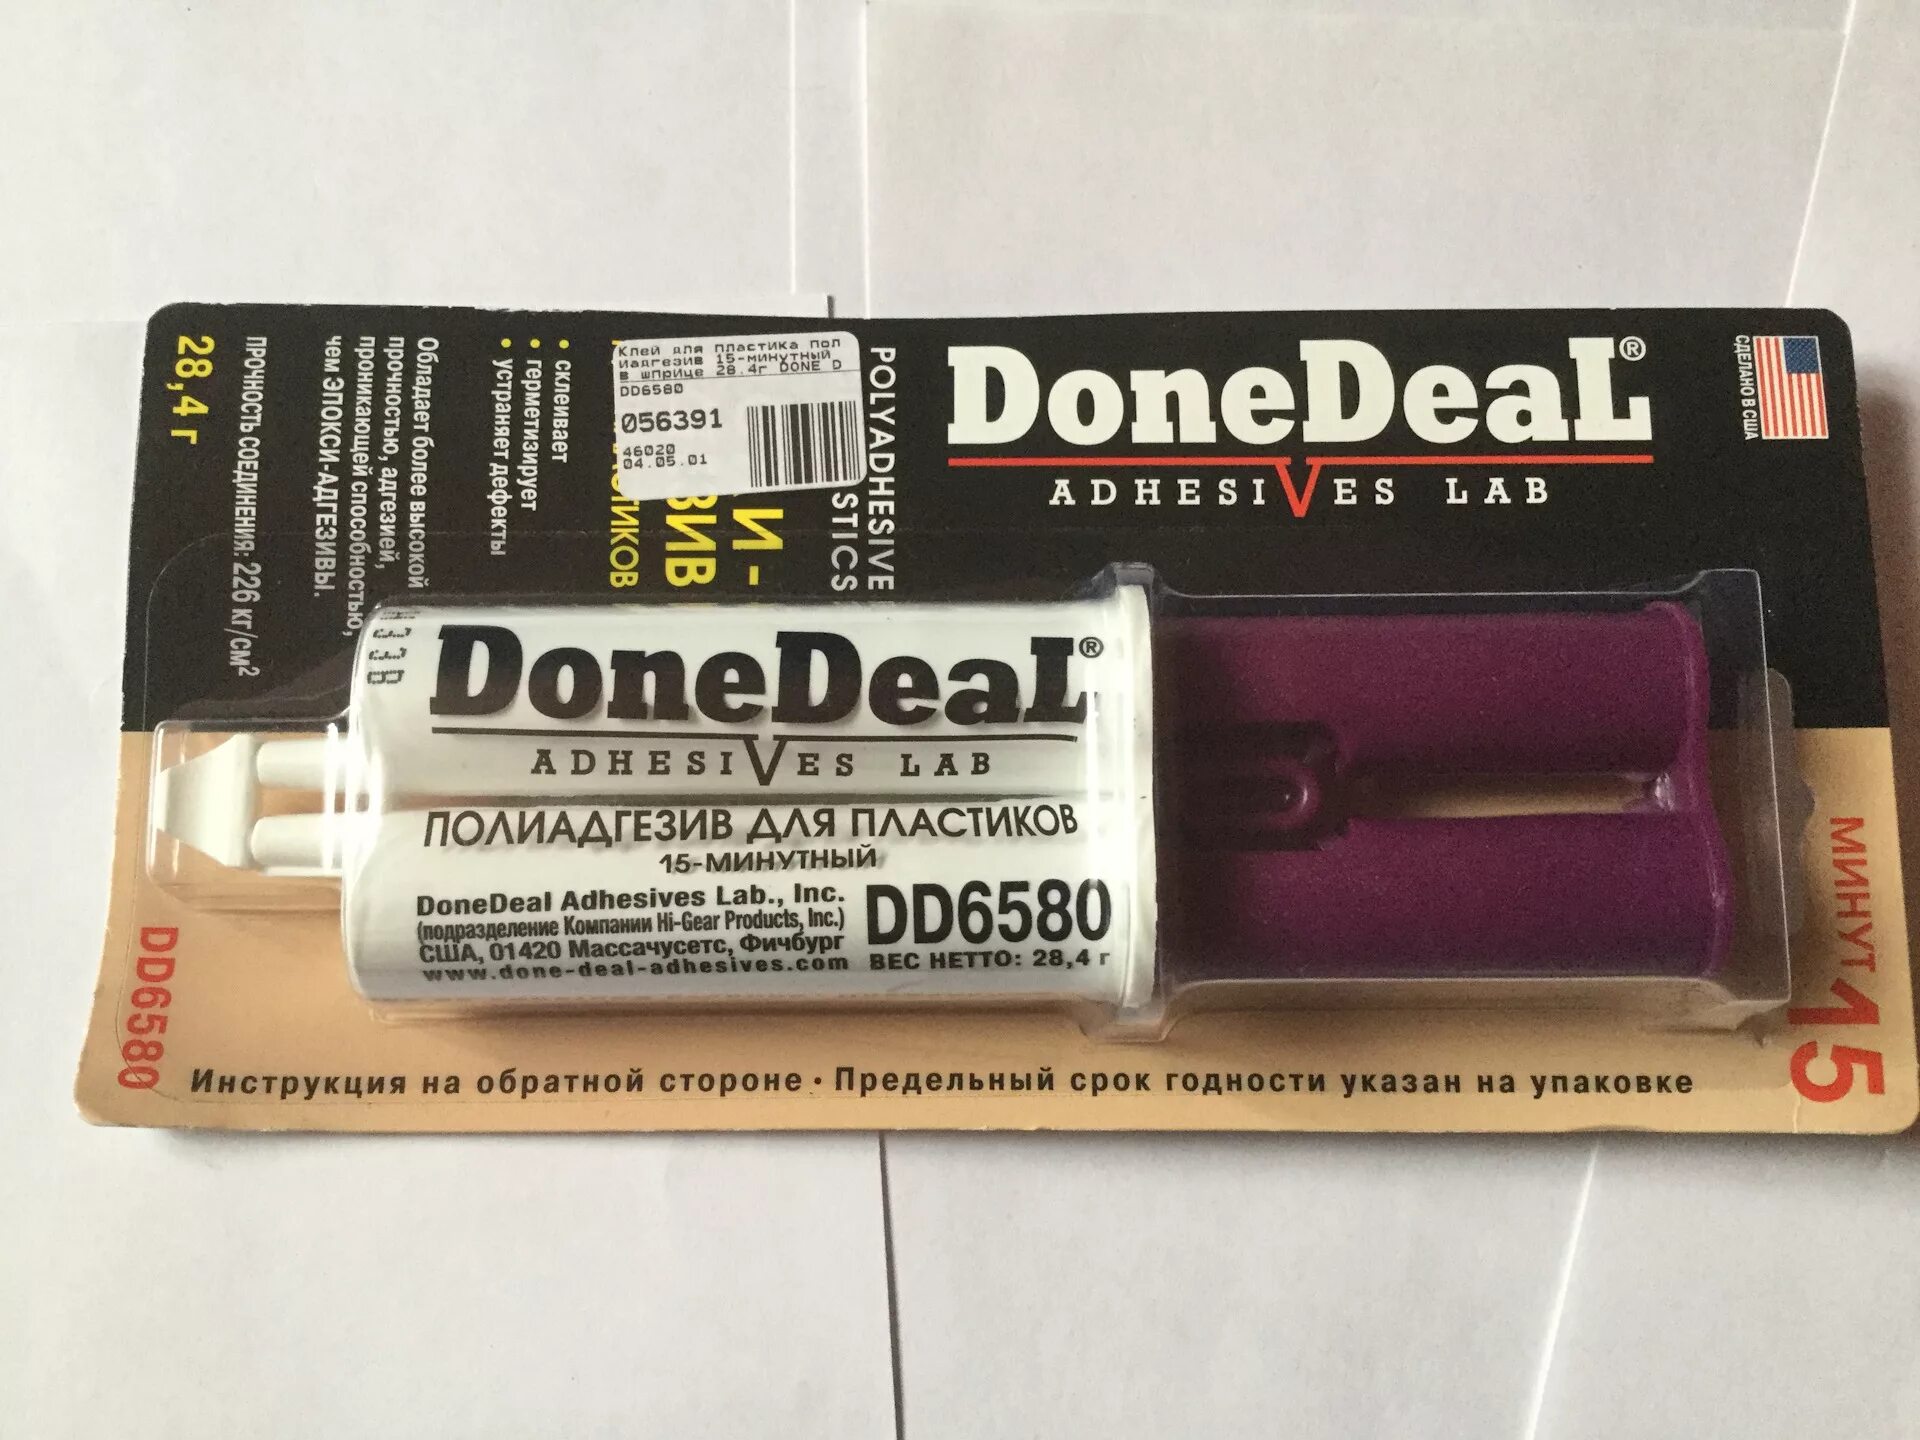 DoneDeaL®
ADHESIVES LAB
СДЕЛАНО В США
POLYADHESIVE
STICS
И -
ЗИВ
ИКОВ
Клей для пластика пол
иадгезив 15-минутный
в шприце 28.4г DONE D
DD6580
056391
46020
04.05.01
• склеивает
• герметизирует
• устраняет дефекты
Обладает более высокой
прочностью, адгезией,
проникающей способностью,
чем ЭПОКСИ-АДГЕЗИВЫ.
ПРОЧНОСТЬ СОЕДИНЕНИЯ: 226 кг/см²
28,4 г
DoneDeaL®
ADHESIVES LAB
ПОЛИАДГЕЗИВ ДЛЯ ПЛАСТИКОВ
15-МИНУТНЫЙ
DoneDeal Adhesives Lab., Inc.
(подразделение Компании Hi-Gear Products, Inc.)
США, 01420 Массачусетс, Фичбург
www.done-deal-adhesives.com
DD6580
ВЕС НЕТТО: 28,4 г
15 МИНУТ
DD6580
Инструкция на обратной стороне • Предельный срок годности указан на упаковке